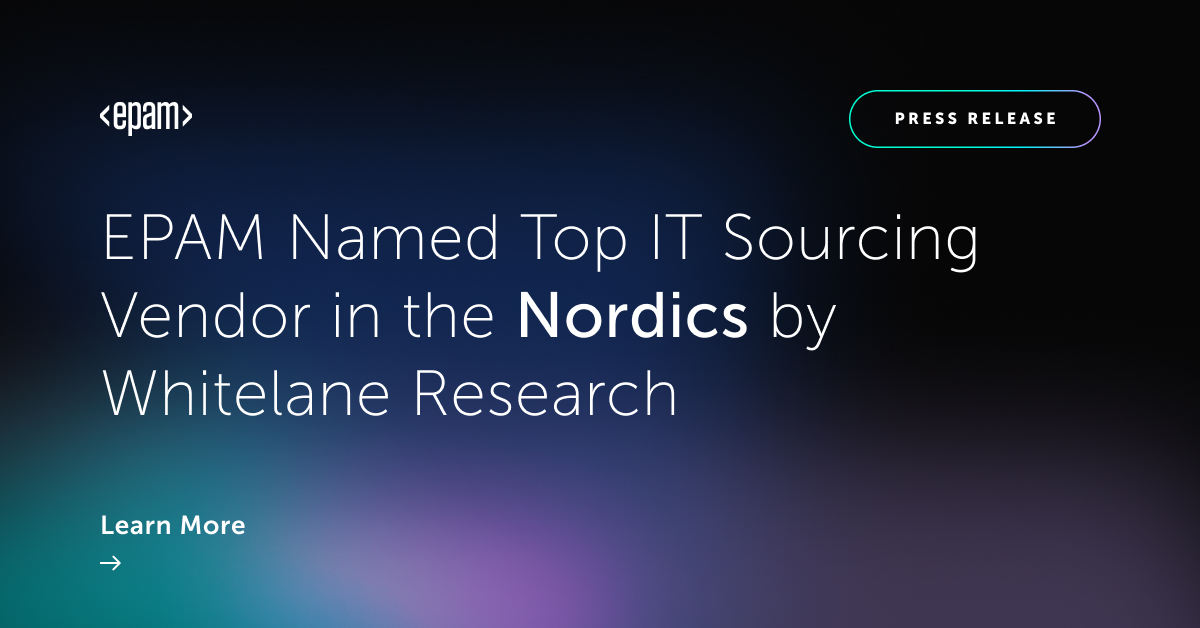 <epam>
PRESS RELEASE
EPAM Named Top IT Sourcing
Vendor in the Nordics by
Whitelane Research
Learn More
→